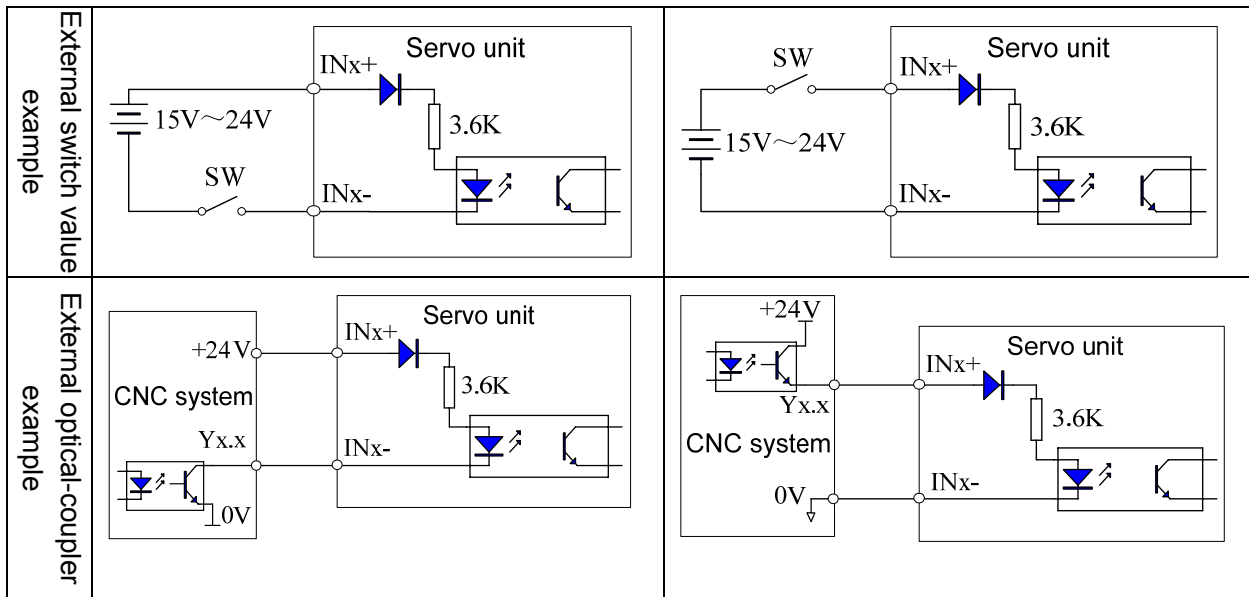 External switch value
example
Servo unit
INx+
15V～24V
3.6K
SW
INx-
Servo unit
SW
INx+
15V～24V
3.6K
INx-
External optical-coupler
example
Servo unit
INx+
+24V
3.6K
CNC system
Yx.x
INx-
0V
+24V
Servo unit
INx+
Yx.x
3.6K
CNC system
0V
INx-